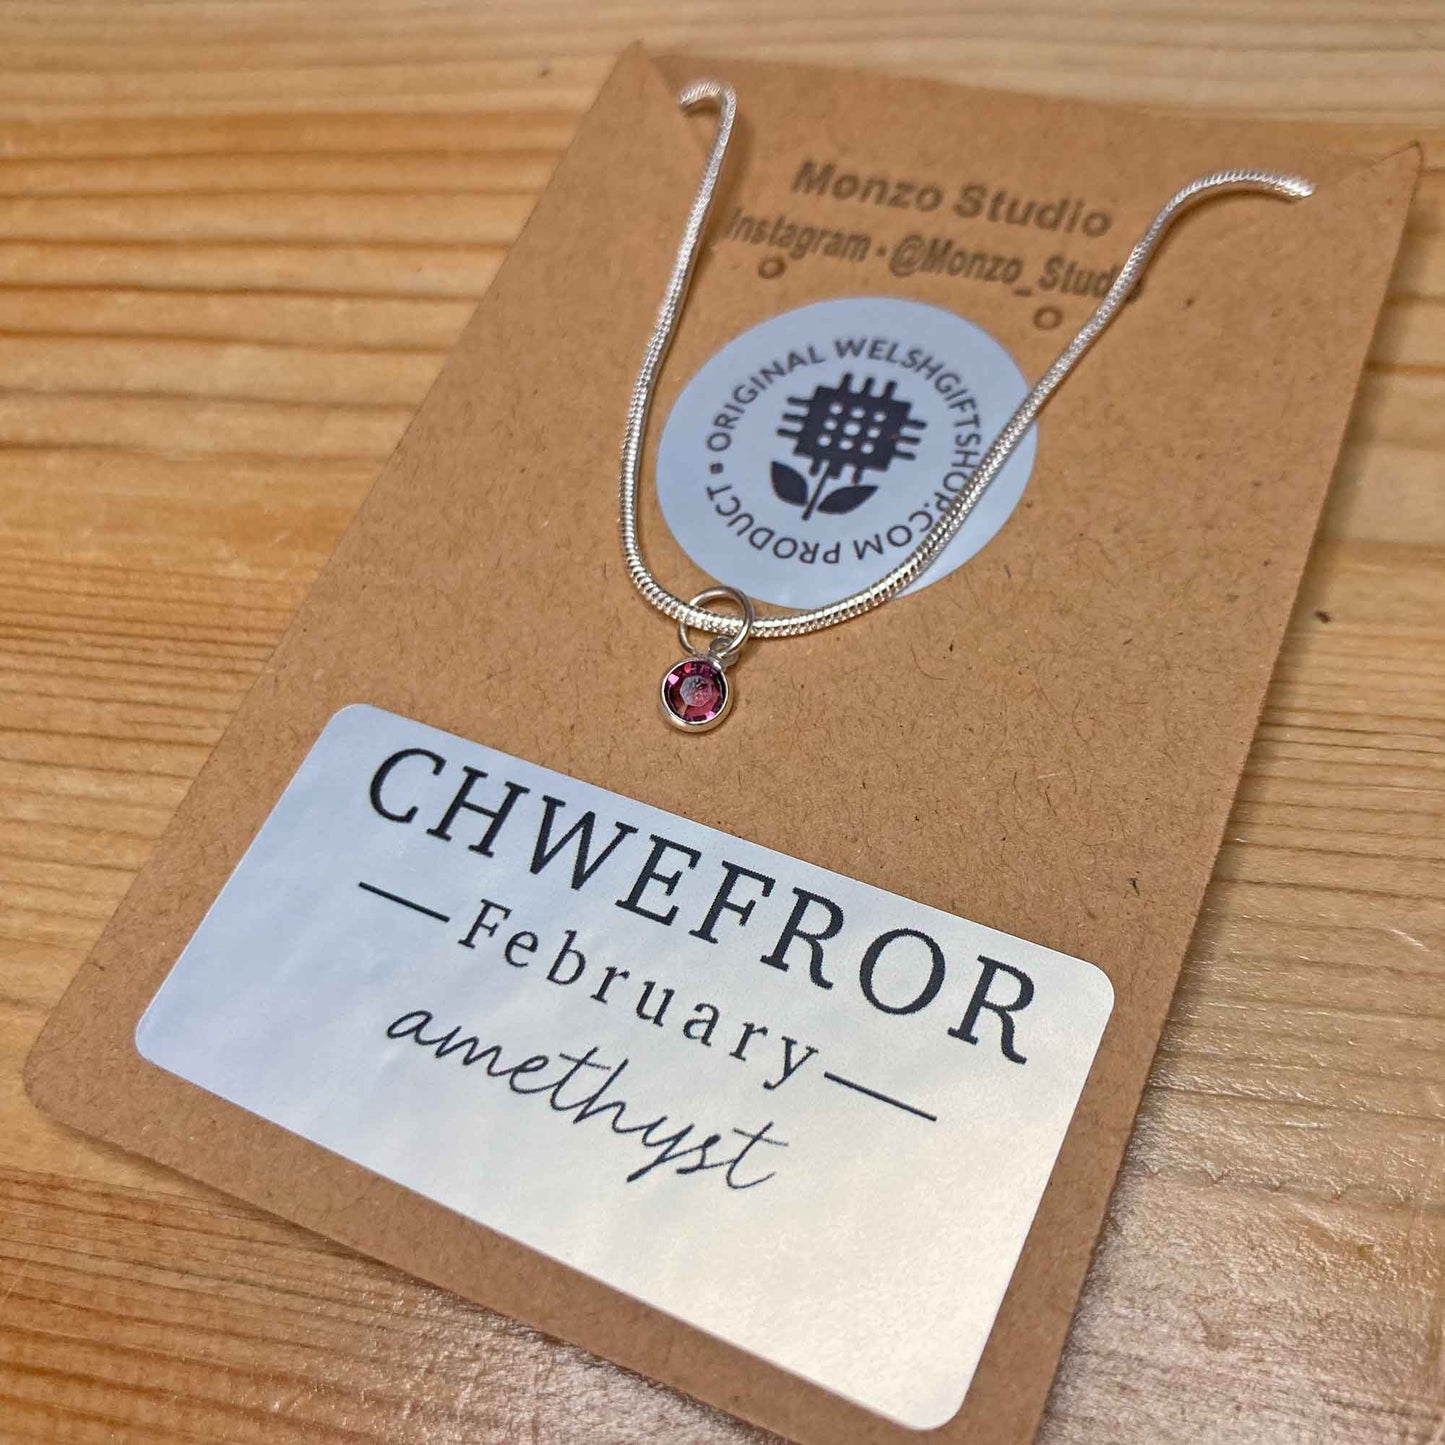 Monzo Studio
Instagram - @Monzo_Studio
ORIGINAL WELSHGIFTSHOP.COM PRODUCT
CHWEFROR
February
amethyst